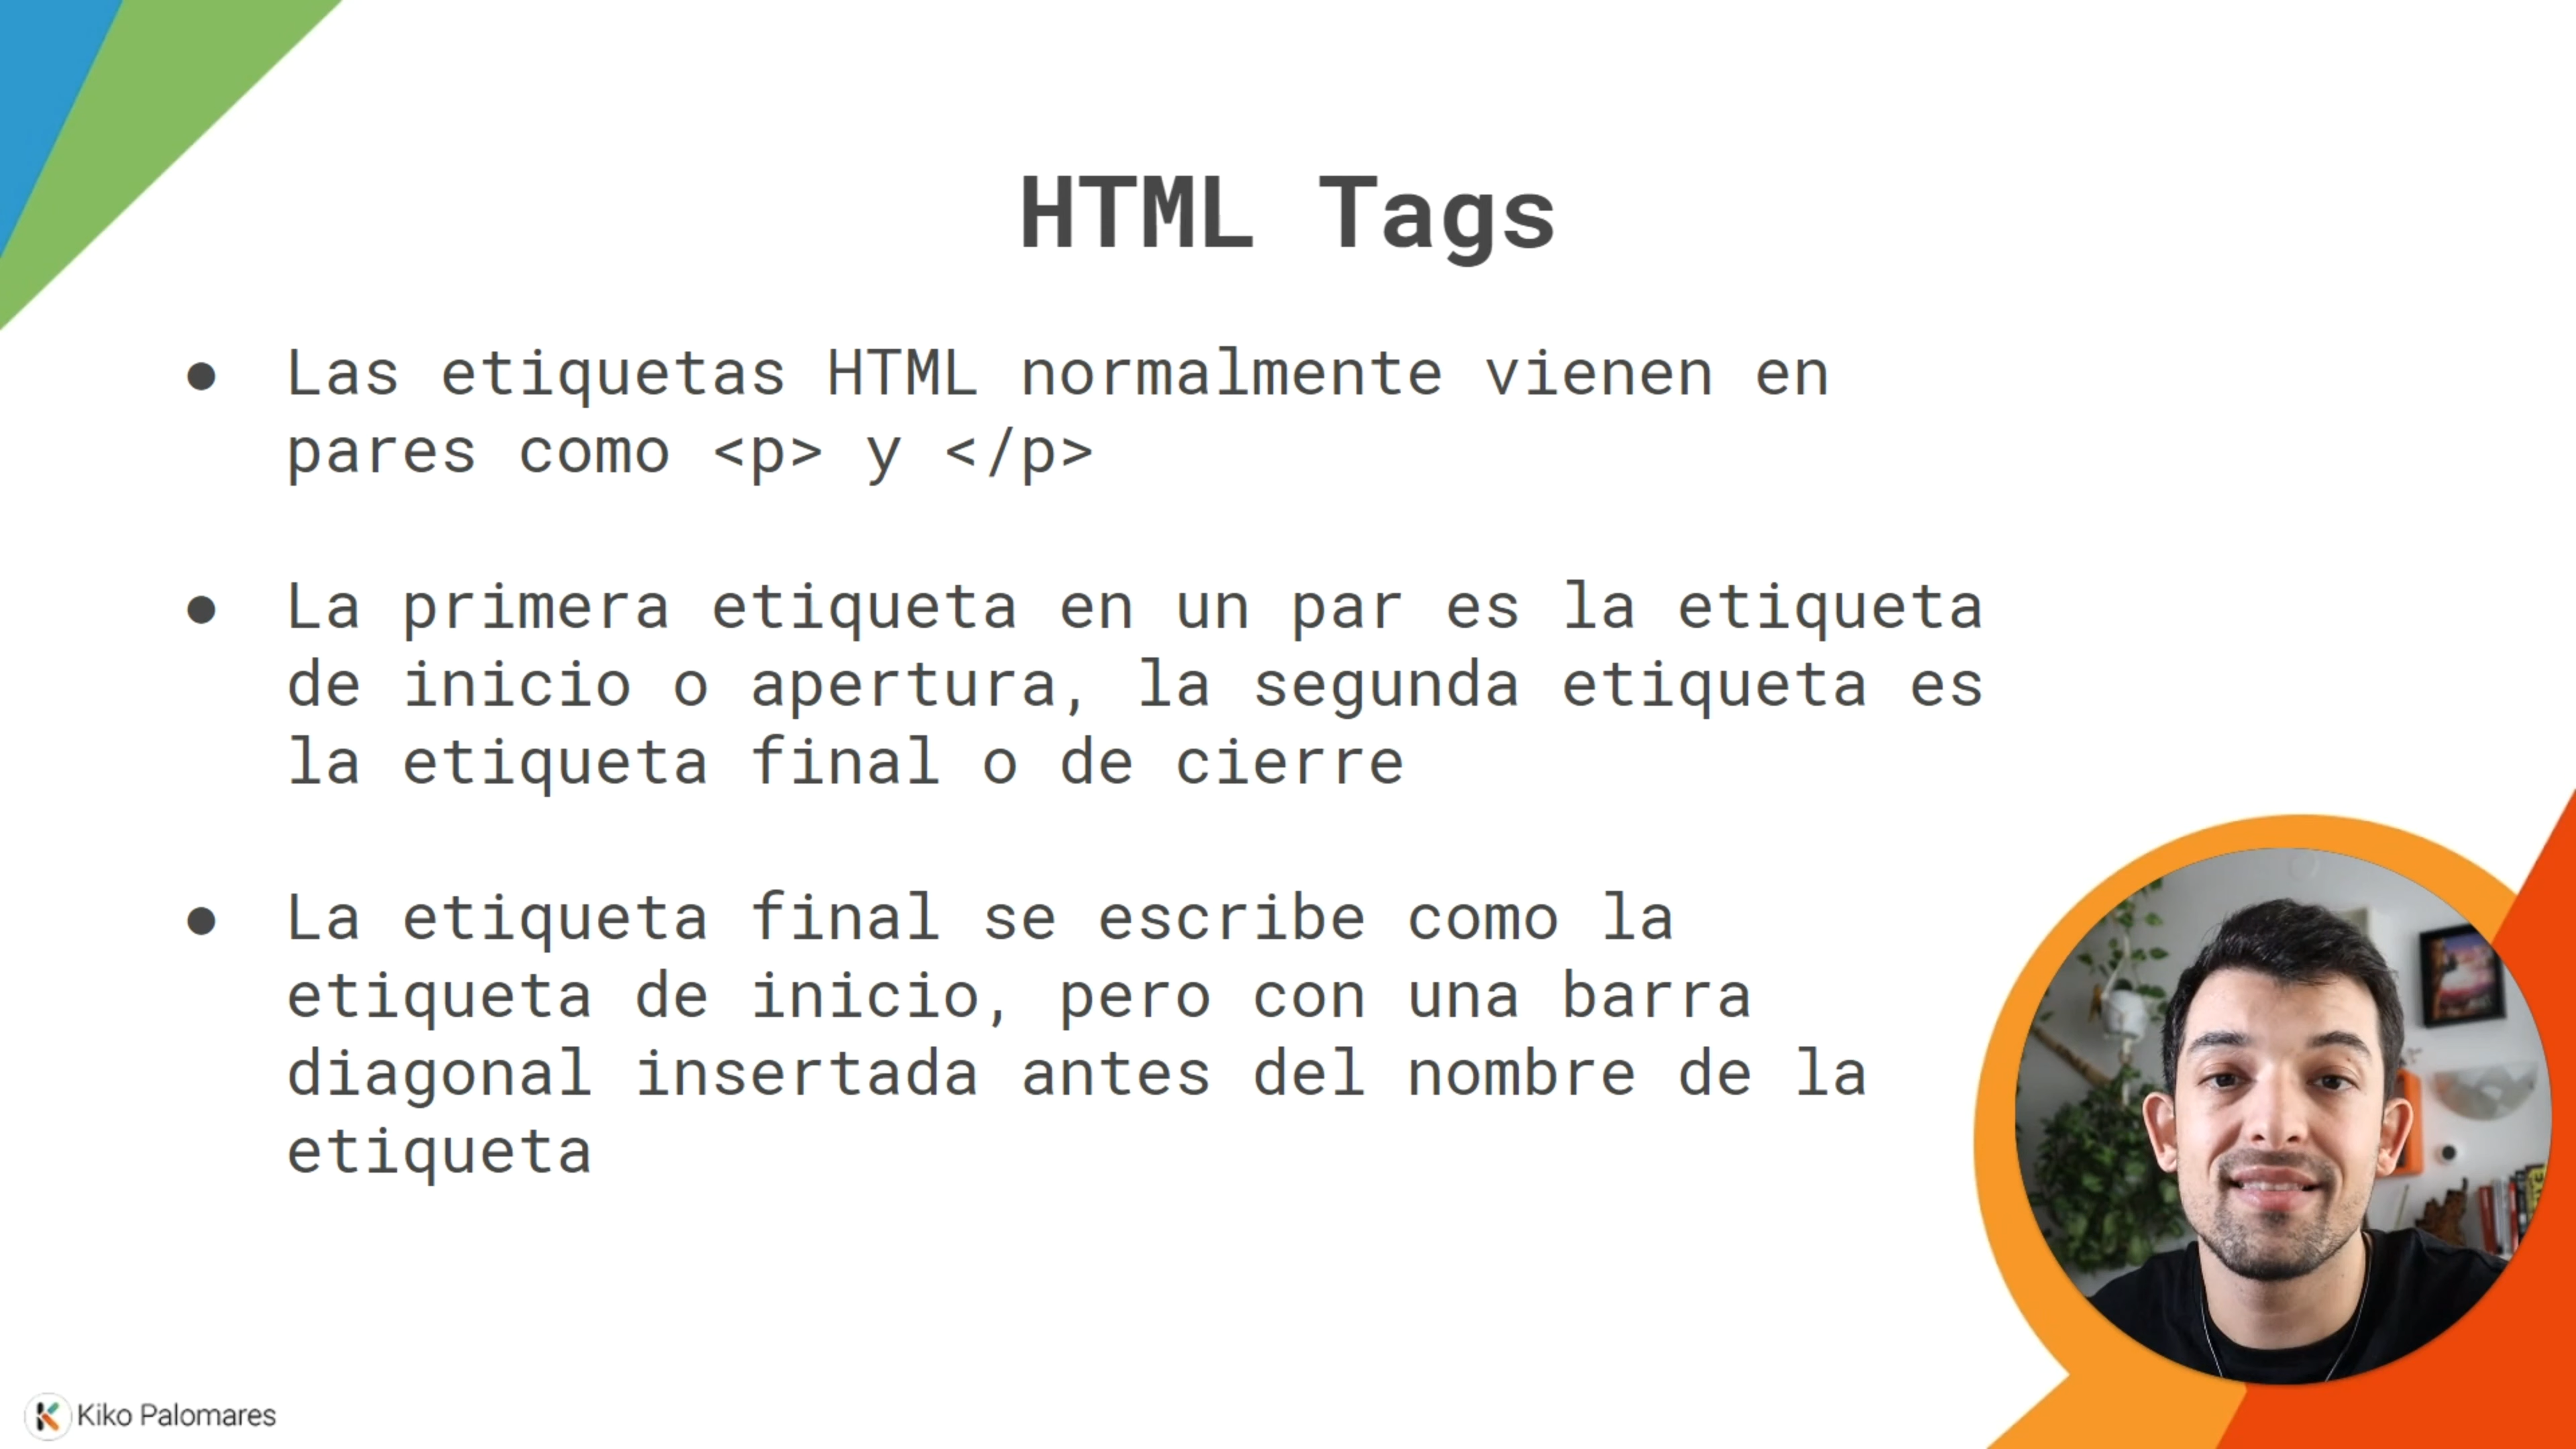 HTML Tags
● Las etiquetas HTML normalmente vienen en
pares como <p> y </p>
● La primera etiqueta en un par es la etiqueta
de inicio o apertura, la segunda etiqueta es
la etiqueta final o de cierre
● La etiqueta final se escribe como la
etiqueta de inicio, pero con una barra
diagonal insertada antes del nombre de la
etiqueta
Kiko Palomares